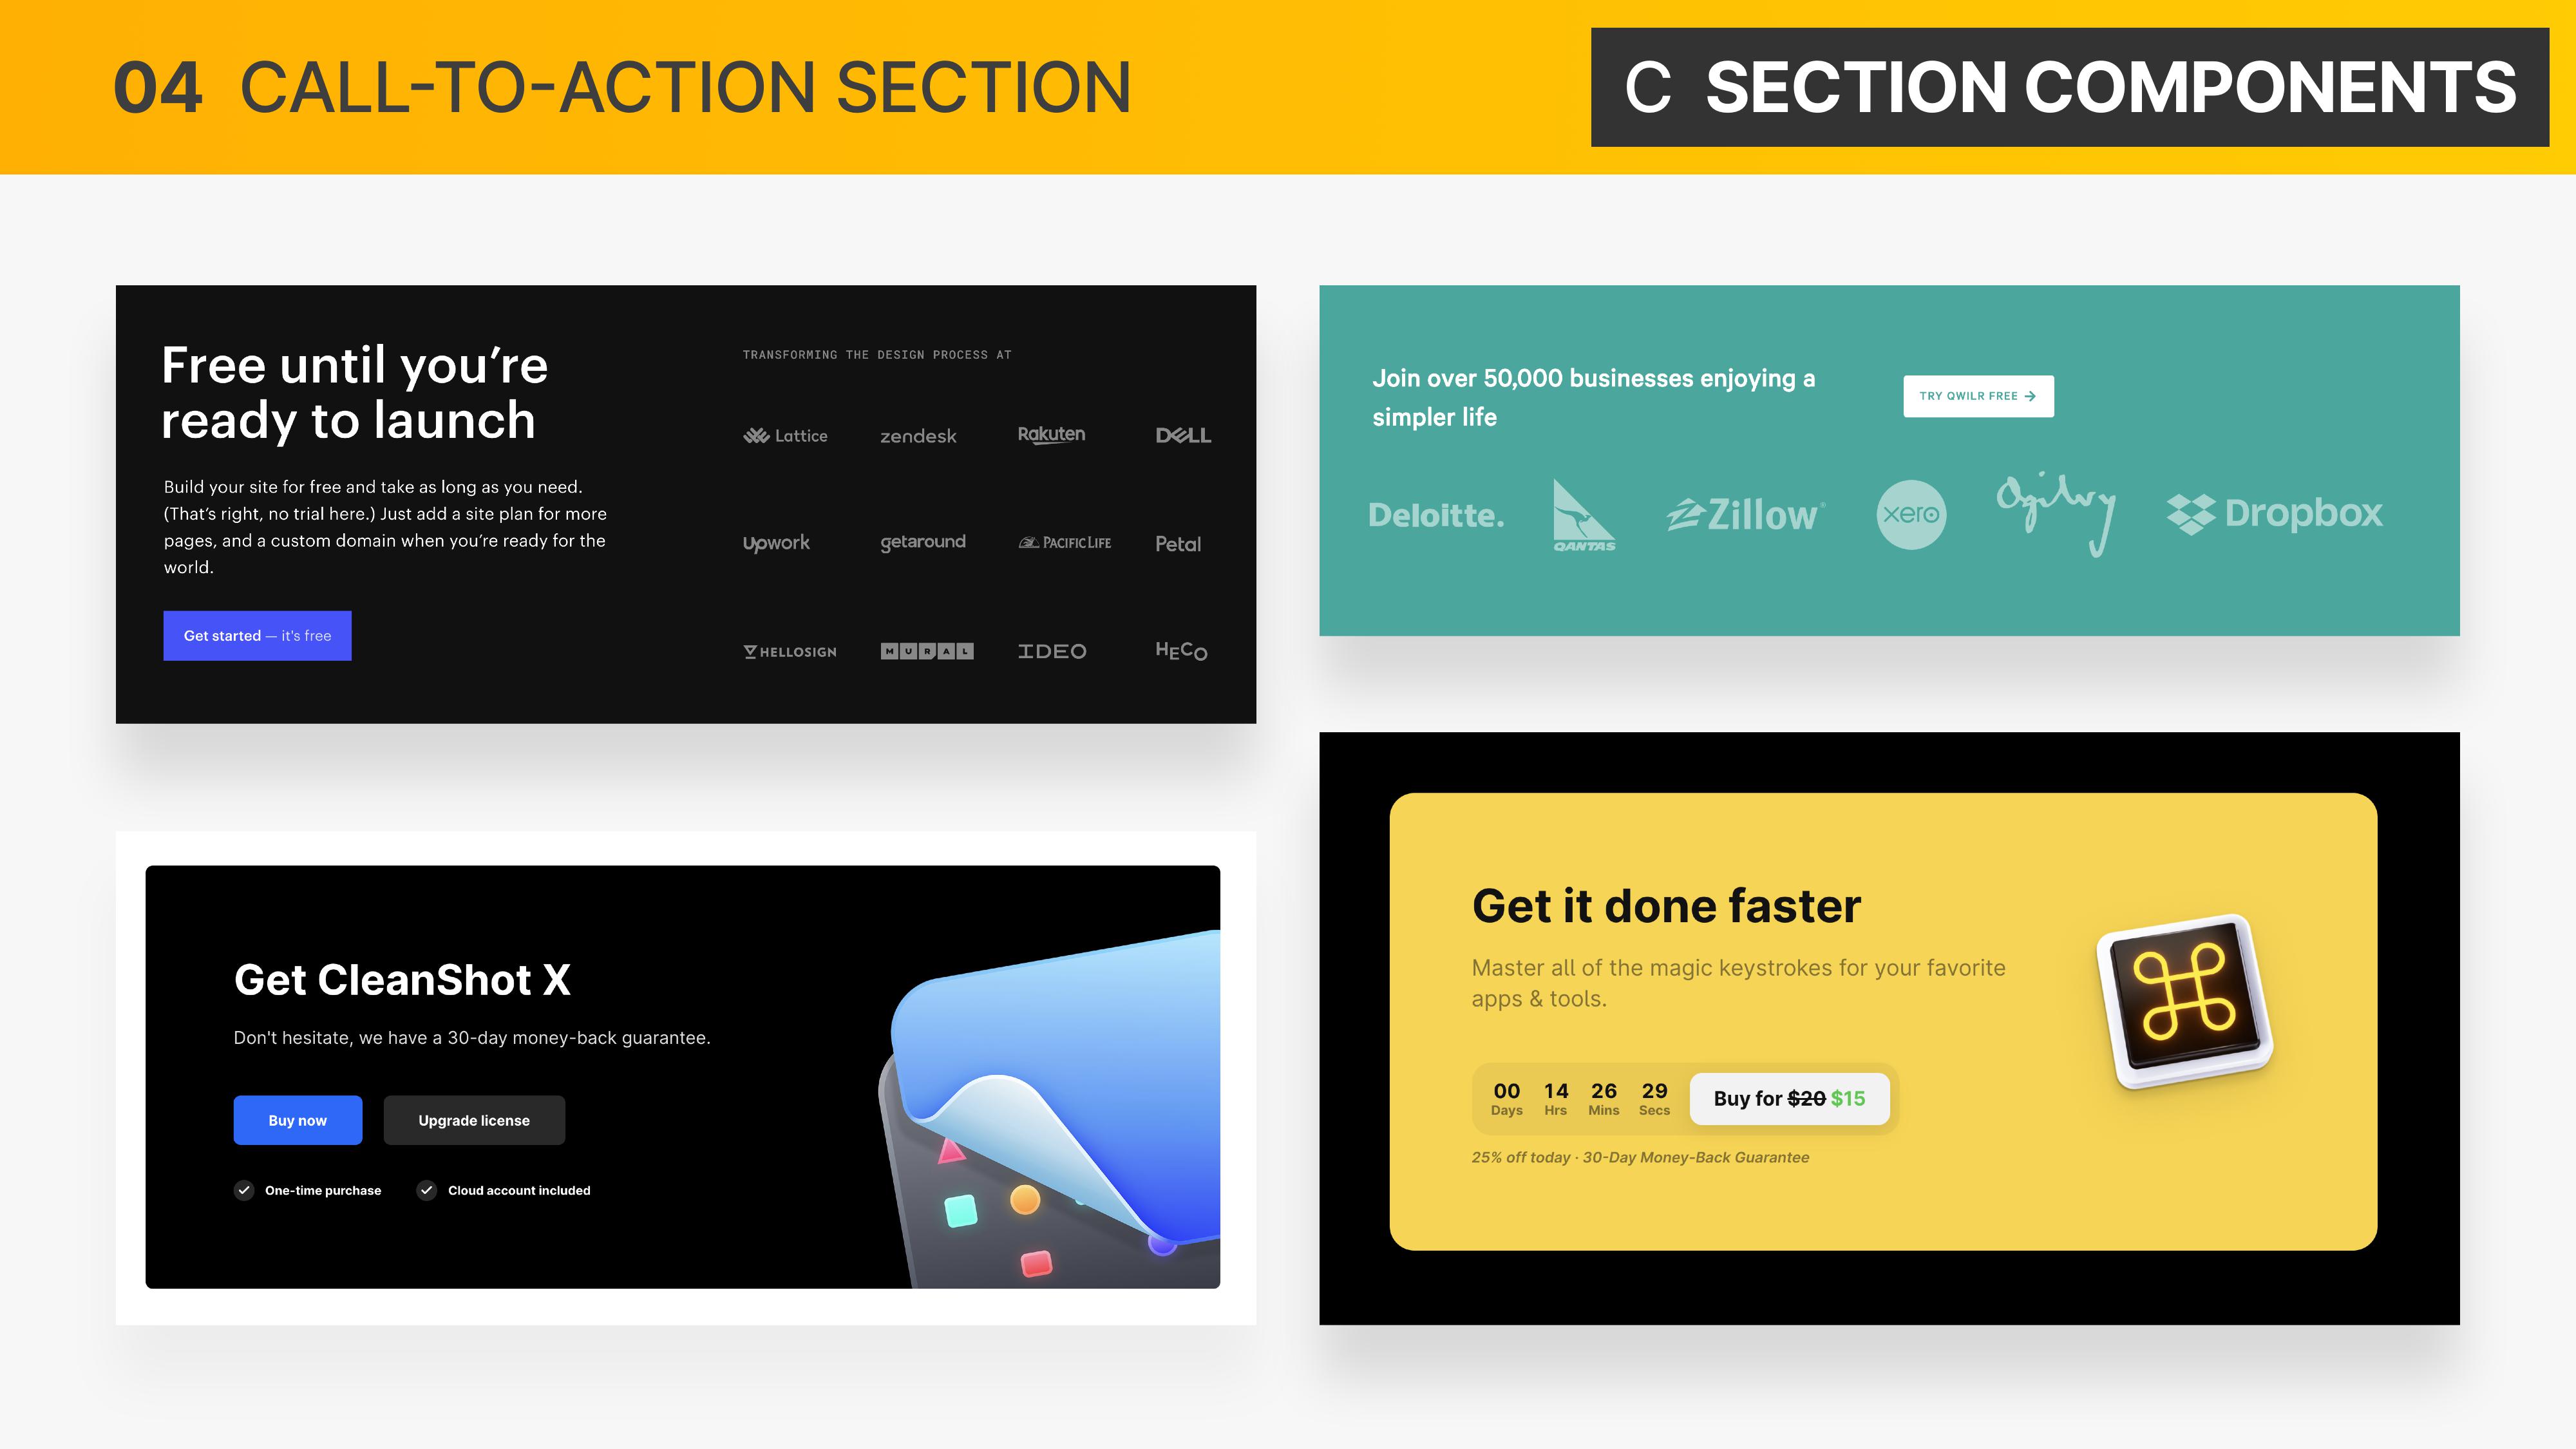 04 CALL-TO-ACTION SECTION
C SECTION COMPONENTS
Free until you’re
ready to launch
Build your site for free and take as long as you need.
(That’s right, no trial here.) Just add a site plan for more
pages, and a custom domain when you’re ready for the
world.
Get started — it's free
TRANSFORMING THE DESIGN PROCESS AT
Lattice zendesk Rakuten DELL
Upwork getaround PACIFIC LIFE Petal
HELLOSIGN MURAL IDEO HECO
Join over 50,000 businesses enjoying a
simpler life
TRY QWILR FREE →
Deloitte. QANTAS Zillow® xero Ogilvy Dropbox
Get CleanShot X
Don't hesitate, we have a 30-day money-back guarantee.
Buy now Upgrade license
One-time purchase Cloud account included
Get it done faster
Master all of the magic keystrokes for your favorite
apps & tools.
00 14 26 29
Days Hrs Mins Secs
Buy for $20 $15
25% off today · 30-Day Money-Back Guarantee